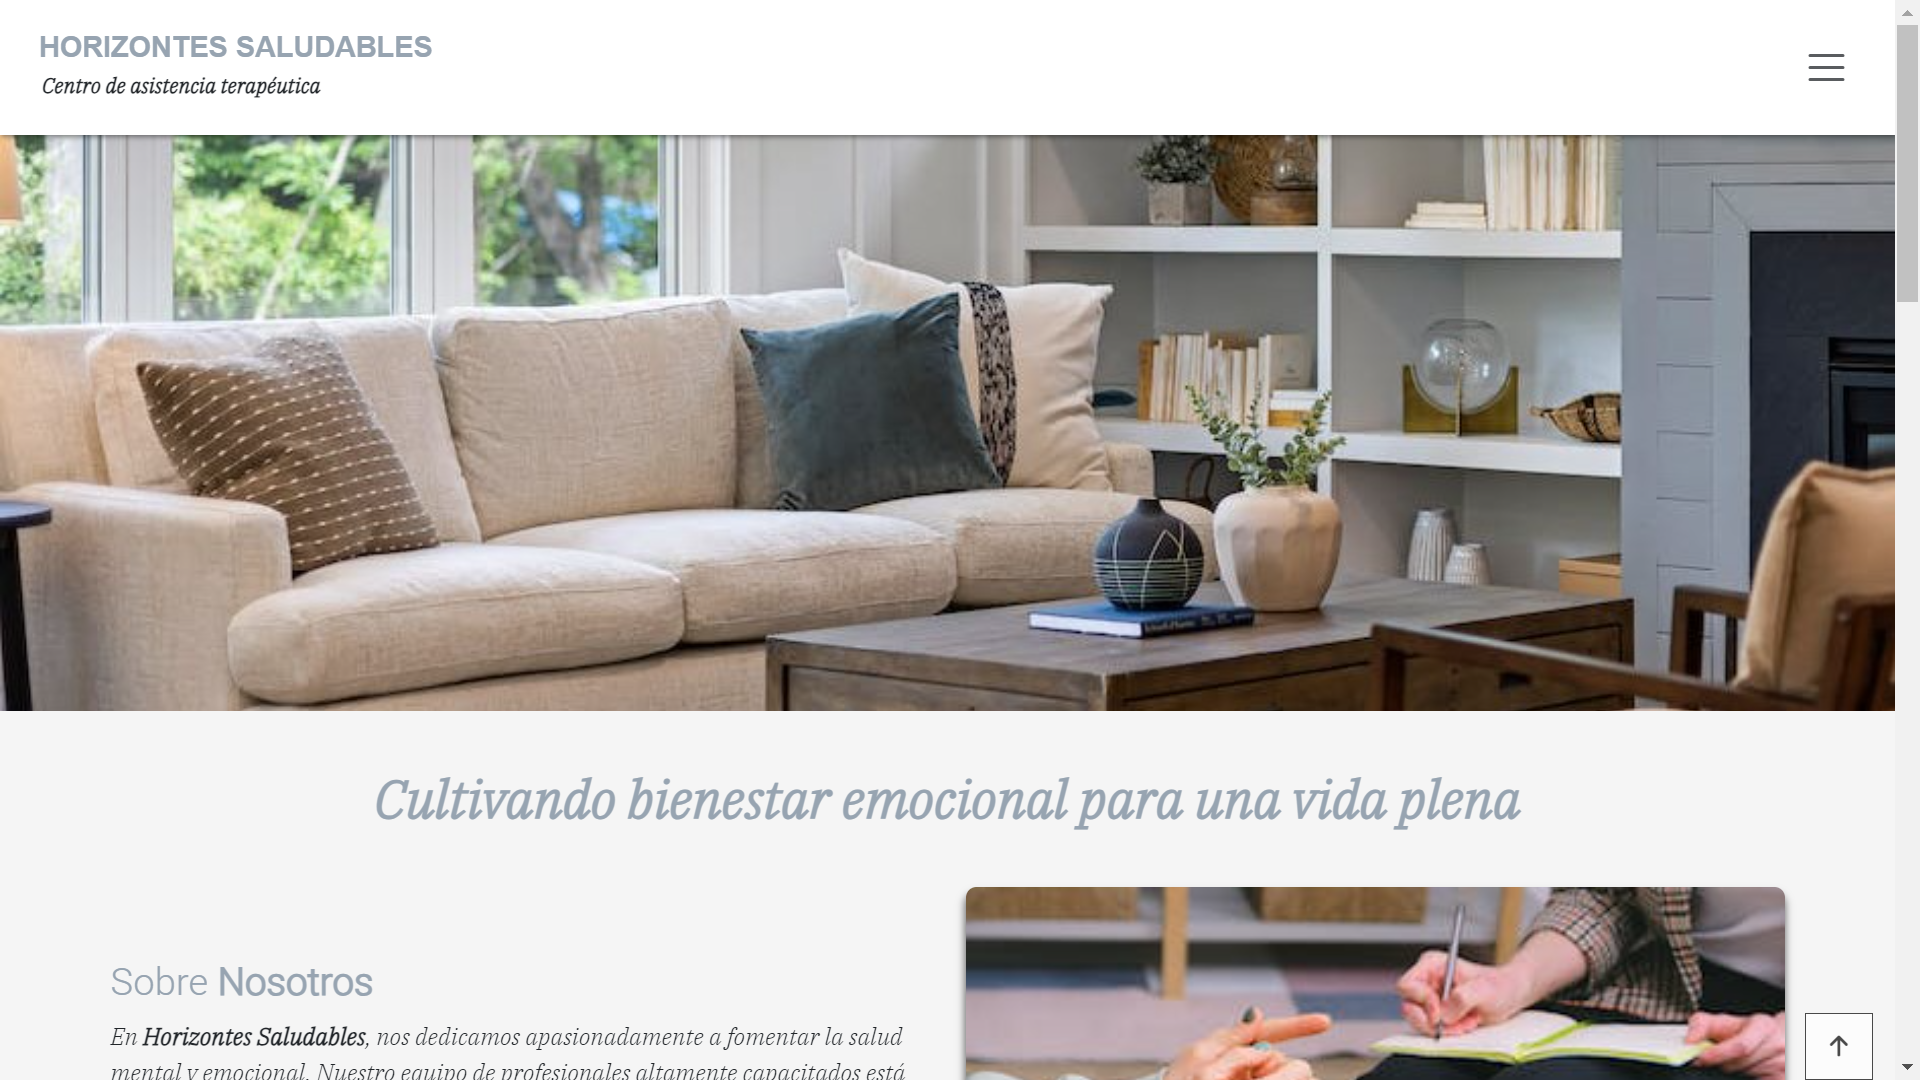 HORIZONTES SALUDABLES
Centro de asistencia terapéutica
Cultivando bienestar emocional para una vida plena
Sobre Nosotros
En Horizontes Saludables, nos dedicamos apasionadamente a fomentar la salud
mental y emocional. Nuestro equipo de profesionales altamente capacitados está